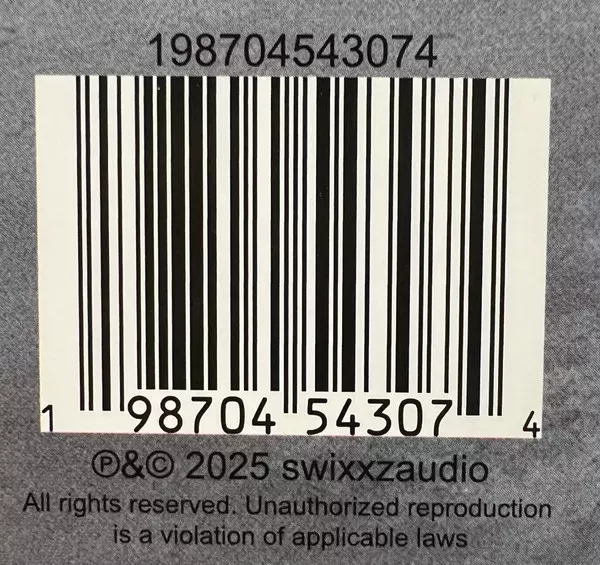 198704543074
1 98704 54307 4
℗&© 2025 swixxzaudio
All rights reserved. Unauthorized reproduction
is a violation of applicable laws